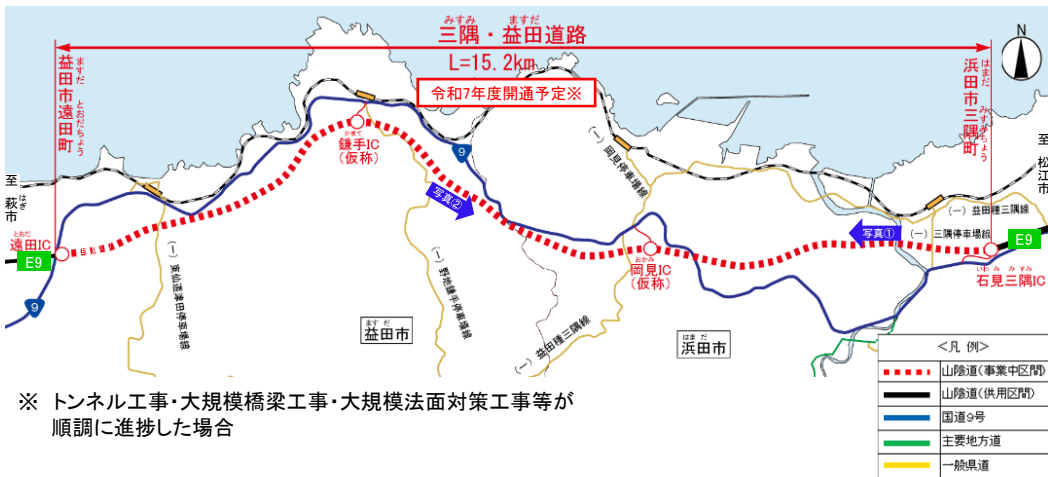 みすみ ますだ
三隅・益田道路
L=15.2km
令和7年度開通予定※
N
ますだ とおだちょう
益田市遠田町
はまだ みすみちょう
浜田市三隅町
至 萩市
はぎ
至 松江市
かまて
鎌手IC
(仮称)
9
写真②
(一)岡見停車場線
(一)益田種三隅線
写真①
(一)三隅停車場線
とおだ
遠田IC
E9
E9
おかみ
岡見IC
(仮称)
いわみ みすみ
石見三隅IC
9
(一)東仙道津田停車場線
(一)野地鎌手停車場線
(一)益田種三隅線
ますだ
益田市
はまだ
浜田市
<凡 例>
山陰道(事業中区間)
山陰道(供用区間)
国道9号
主要地方道
一般県道
※ トンネル工事・大規模橋梁工事・大規模法面対策工事等が
順調に進捗した場合